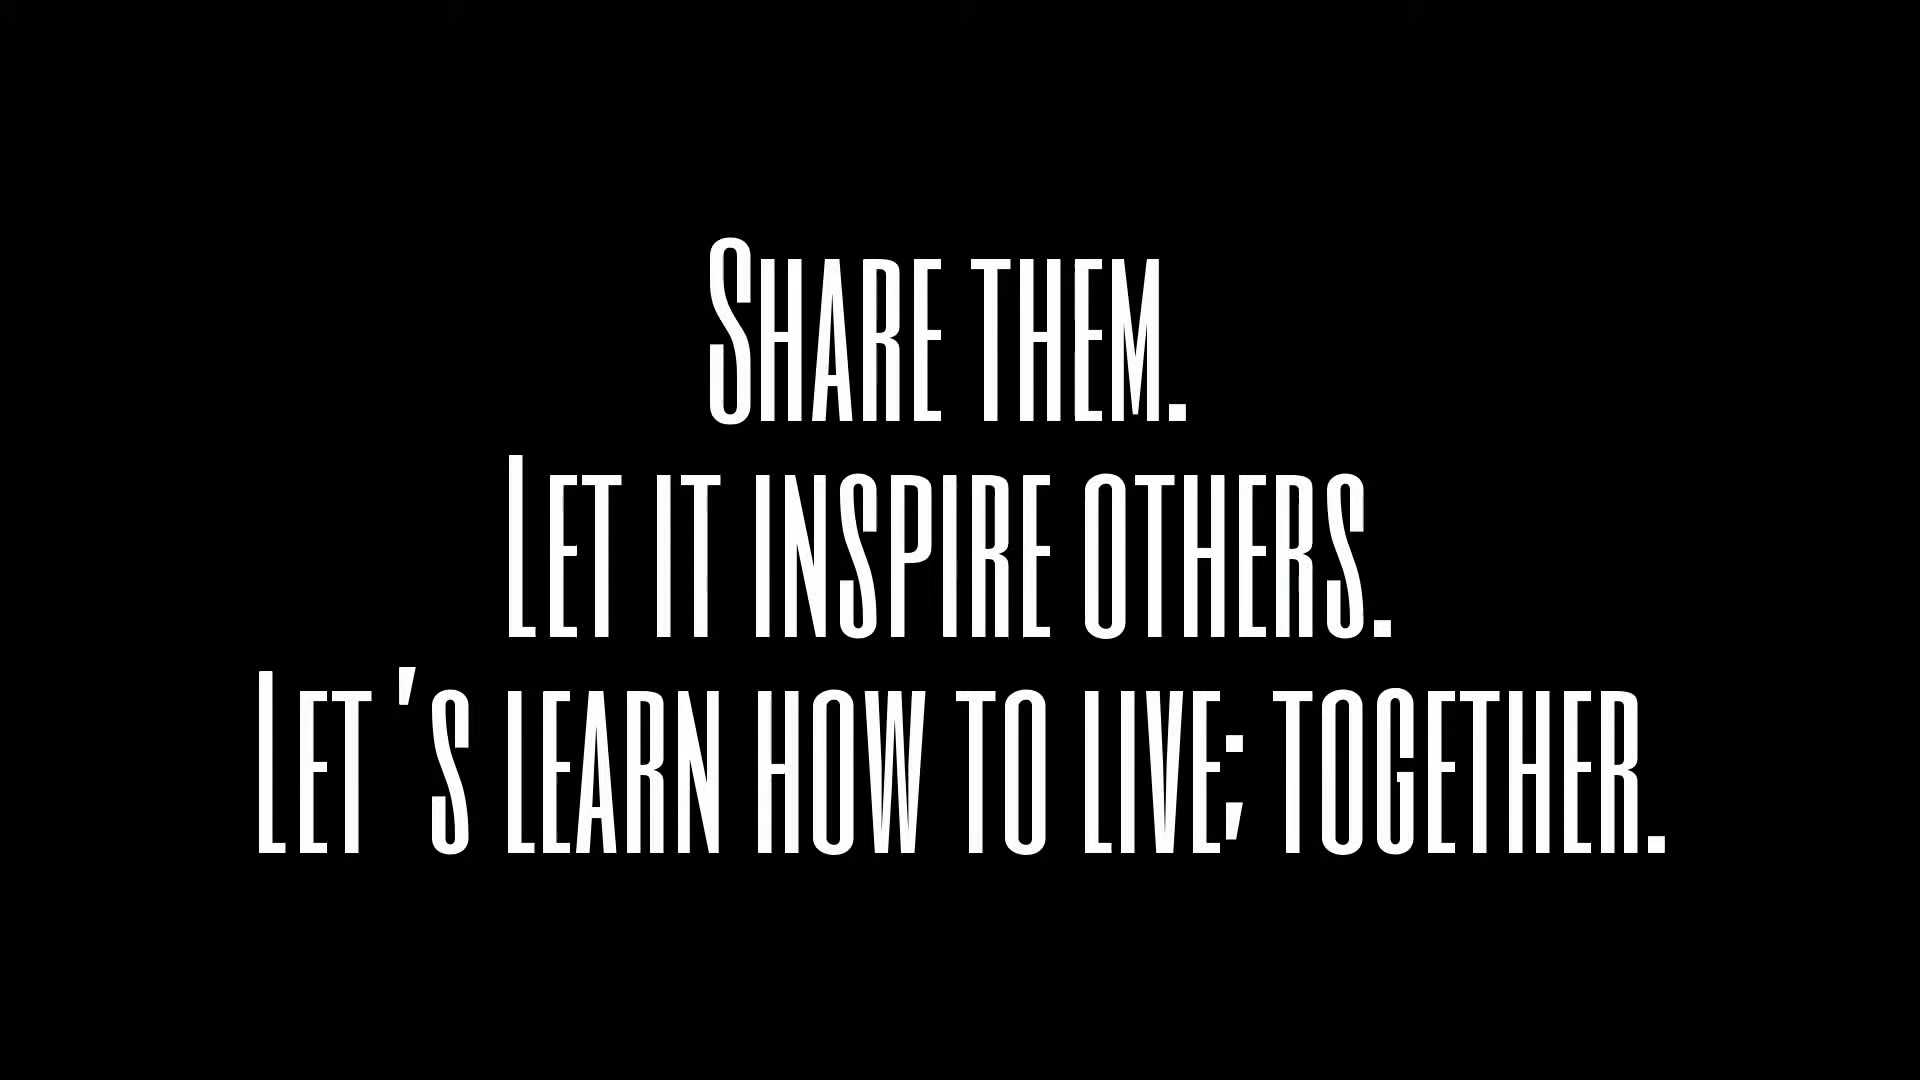 Share them.
Let it inspire others.
Let's learn how to live; together.